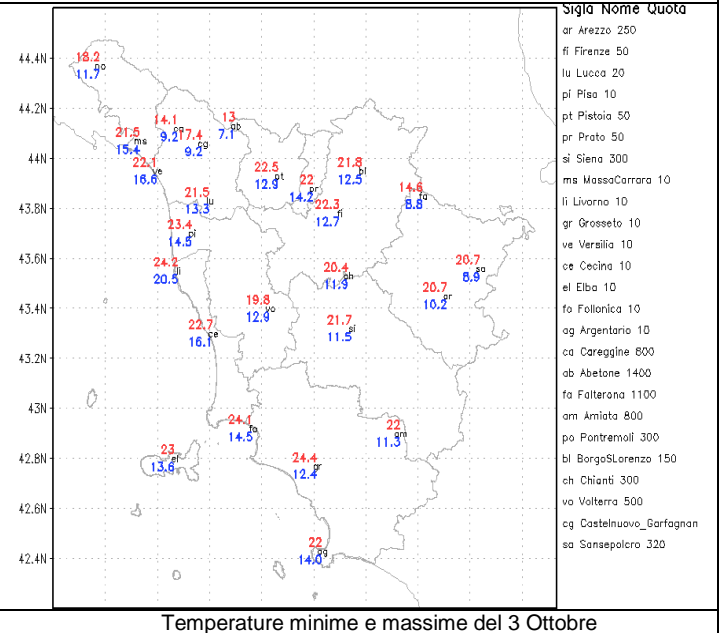 Sigla Nome Quota
ar Arezzo 250
fi Firenze 50
lu Lucca 20
pi Pisa 10
pt Pistoia 50
pr Prato 50
si Siena 300
ms MassaCarrara 10
li Livorno 10
gr Grosseto 10
ve Versilia 10
ce Cecina 10
el Elba 10
fo Follonica 10
ag Argentario 10
ca Careggine 800
ab Abetone 1400
fa Falterona 1100
am Amiata 800
po Pontremoli 300
bl BorgoSLorenzo 150
ch Chianti 300
vo Volterra 500
cg Castelnuovo_Garfagnan
sa Sansepolcro 320
44.4N
18.2
po
11.7
44.2N
14.1
ca
9.2
13
ab
7.1
17.4
cg
9.2
21.5
ms
15.4
44N
22.1
ve
16.6
22.5
pt
12.9
22
pr
14.2
21.8
bl
12.5
14.6
fa
21.5
lu
13.3
43.8N
22.3
fi
12.7
23.4
pi
14.5
43.6N
24.2
li
20.5
20.4
ch
11.9
20.7
sa
20.7
ar
10.2
43.4N
19.8
vo
12.9
22.7
ce
16.1
21.7
si
11.5
43.2N
43N
24.1
fo
14.5
22
am
11.3
42.8N
23
el
13.6
24.4
gr
12.4
42.6N
42.4N
22
ag
14.0
Temperature minime e massime del 3 Ottobre